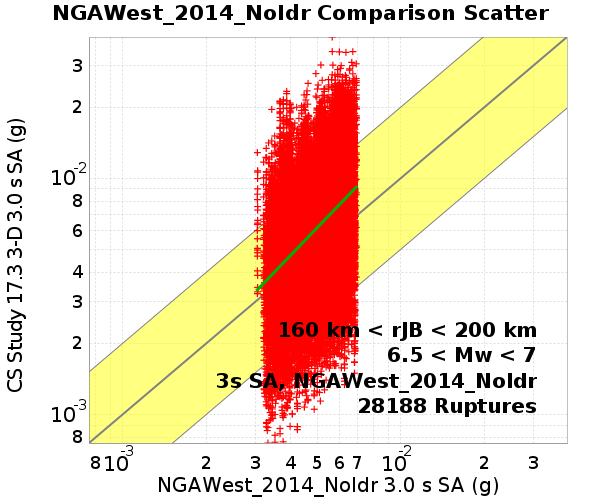 NGAWest_2014_NoIdr Comparison Scatter
CS Study 17.3 3-D 3.0 s SA (g)
3
2
10-2
8
6
4
3
2
10-3
8
160 km < rJB < 200 km
6.5 < Mw < 7
3s SA, NGAWest_2014_NoIdr
28188 Ruptures
8 10-3 2 3 4 5 6 7 10-2 2 3
NGAWest_2014_NoIdr 3.0 s SA (g)